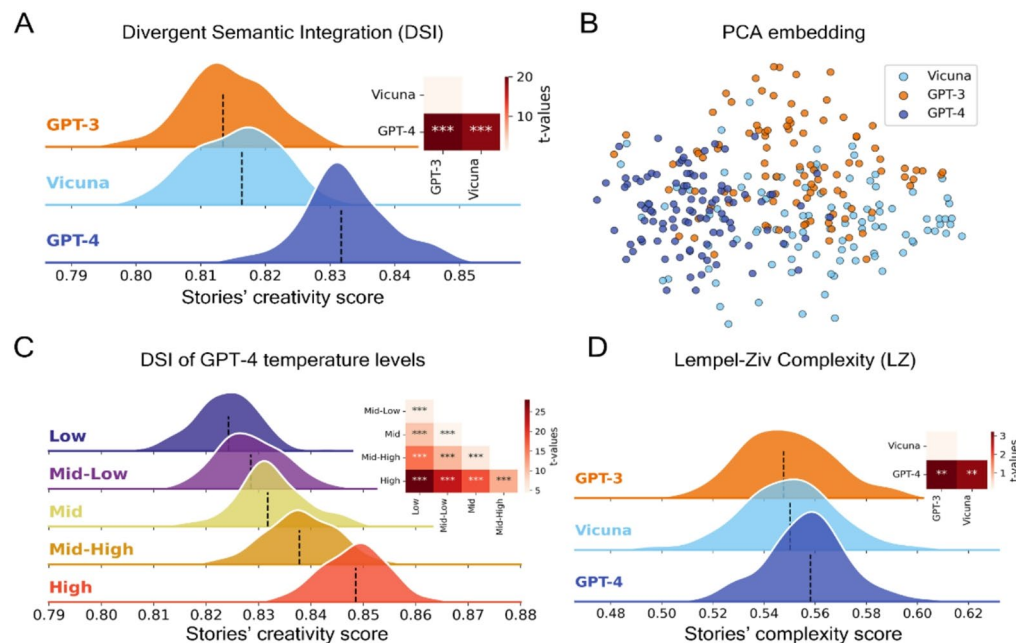 A
Divergent Semantic Integration (DSI)
GPT-3
Vicuna
GPT-4
0.79 0.80 0.81 0.82 0.83 0.84 0.85
Stories' creativity score
Vicuna
GPT-4
*** ***
GPT-3
Vicuna
20
10
t-values
B
PCA embedding
Vicuna
GPT-3
GPT-4
C
DSI of GPT-4 temperature levels
Low
Mid-Low
Mid
Mid-High
High
0.79 0.80 0.81 0.82 0.83 0.84 0.85 0.86 0.87 0.88
Stories' creativity score
Mid-Low ***
Mid *** ***
Mid-High *** *** ***
High *** *** *** ***
Low
Mid-Low
Mid
Mid-High
25
20
15
10
5
t-values
D
Lempel-Ziv Complexity (LZ)
GPT-3
Vicuna
GPT-4
0.48 0.50 0.52 0.54 0.56 0.58 0.60 0.62
Stories' complexity score
Vicuna
GPT-4
** **
GPT-3
Vicuna
3
2
1
t-values